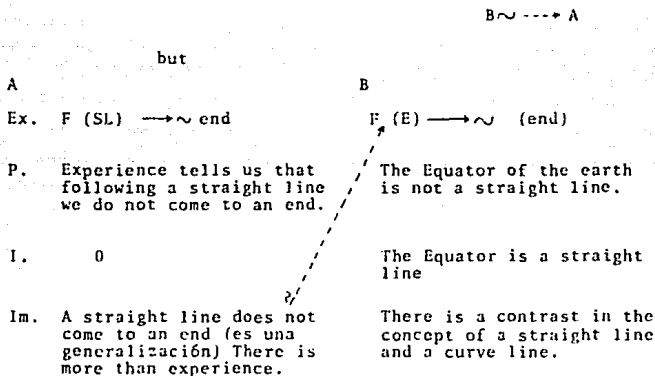 B~ ----> A
but
A B
Ex. F (SL) ⟶ ~ end F (E) ⟶ ~ (end)
P. Experience tells us that The Equator of the earth
following a straight line is not a straight line.
we do not come to an end.
I. 0 The Equator is a straight
line
Im. A straight line does not There is a contrast in the
come to an end (es una concept of a straight line
generalización) There is and a curve line.
more than experience.